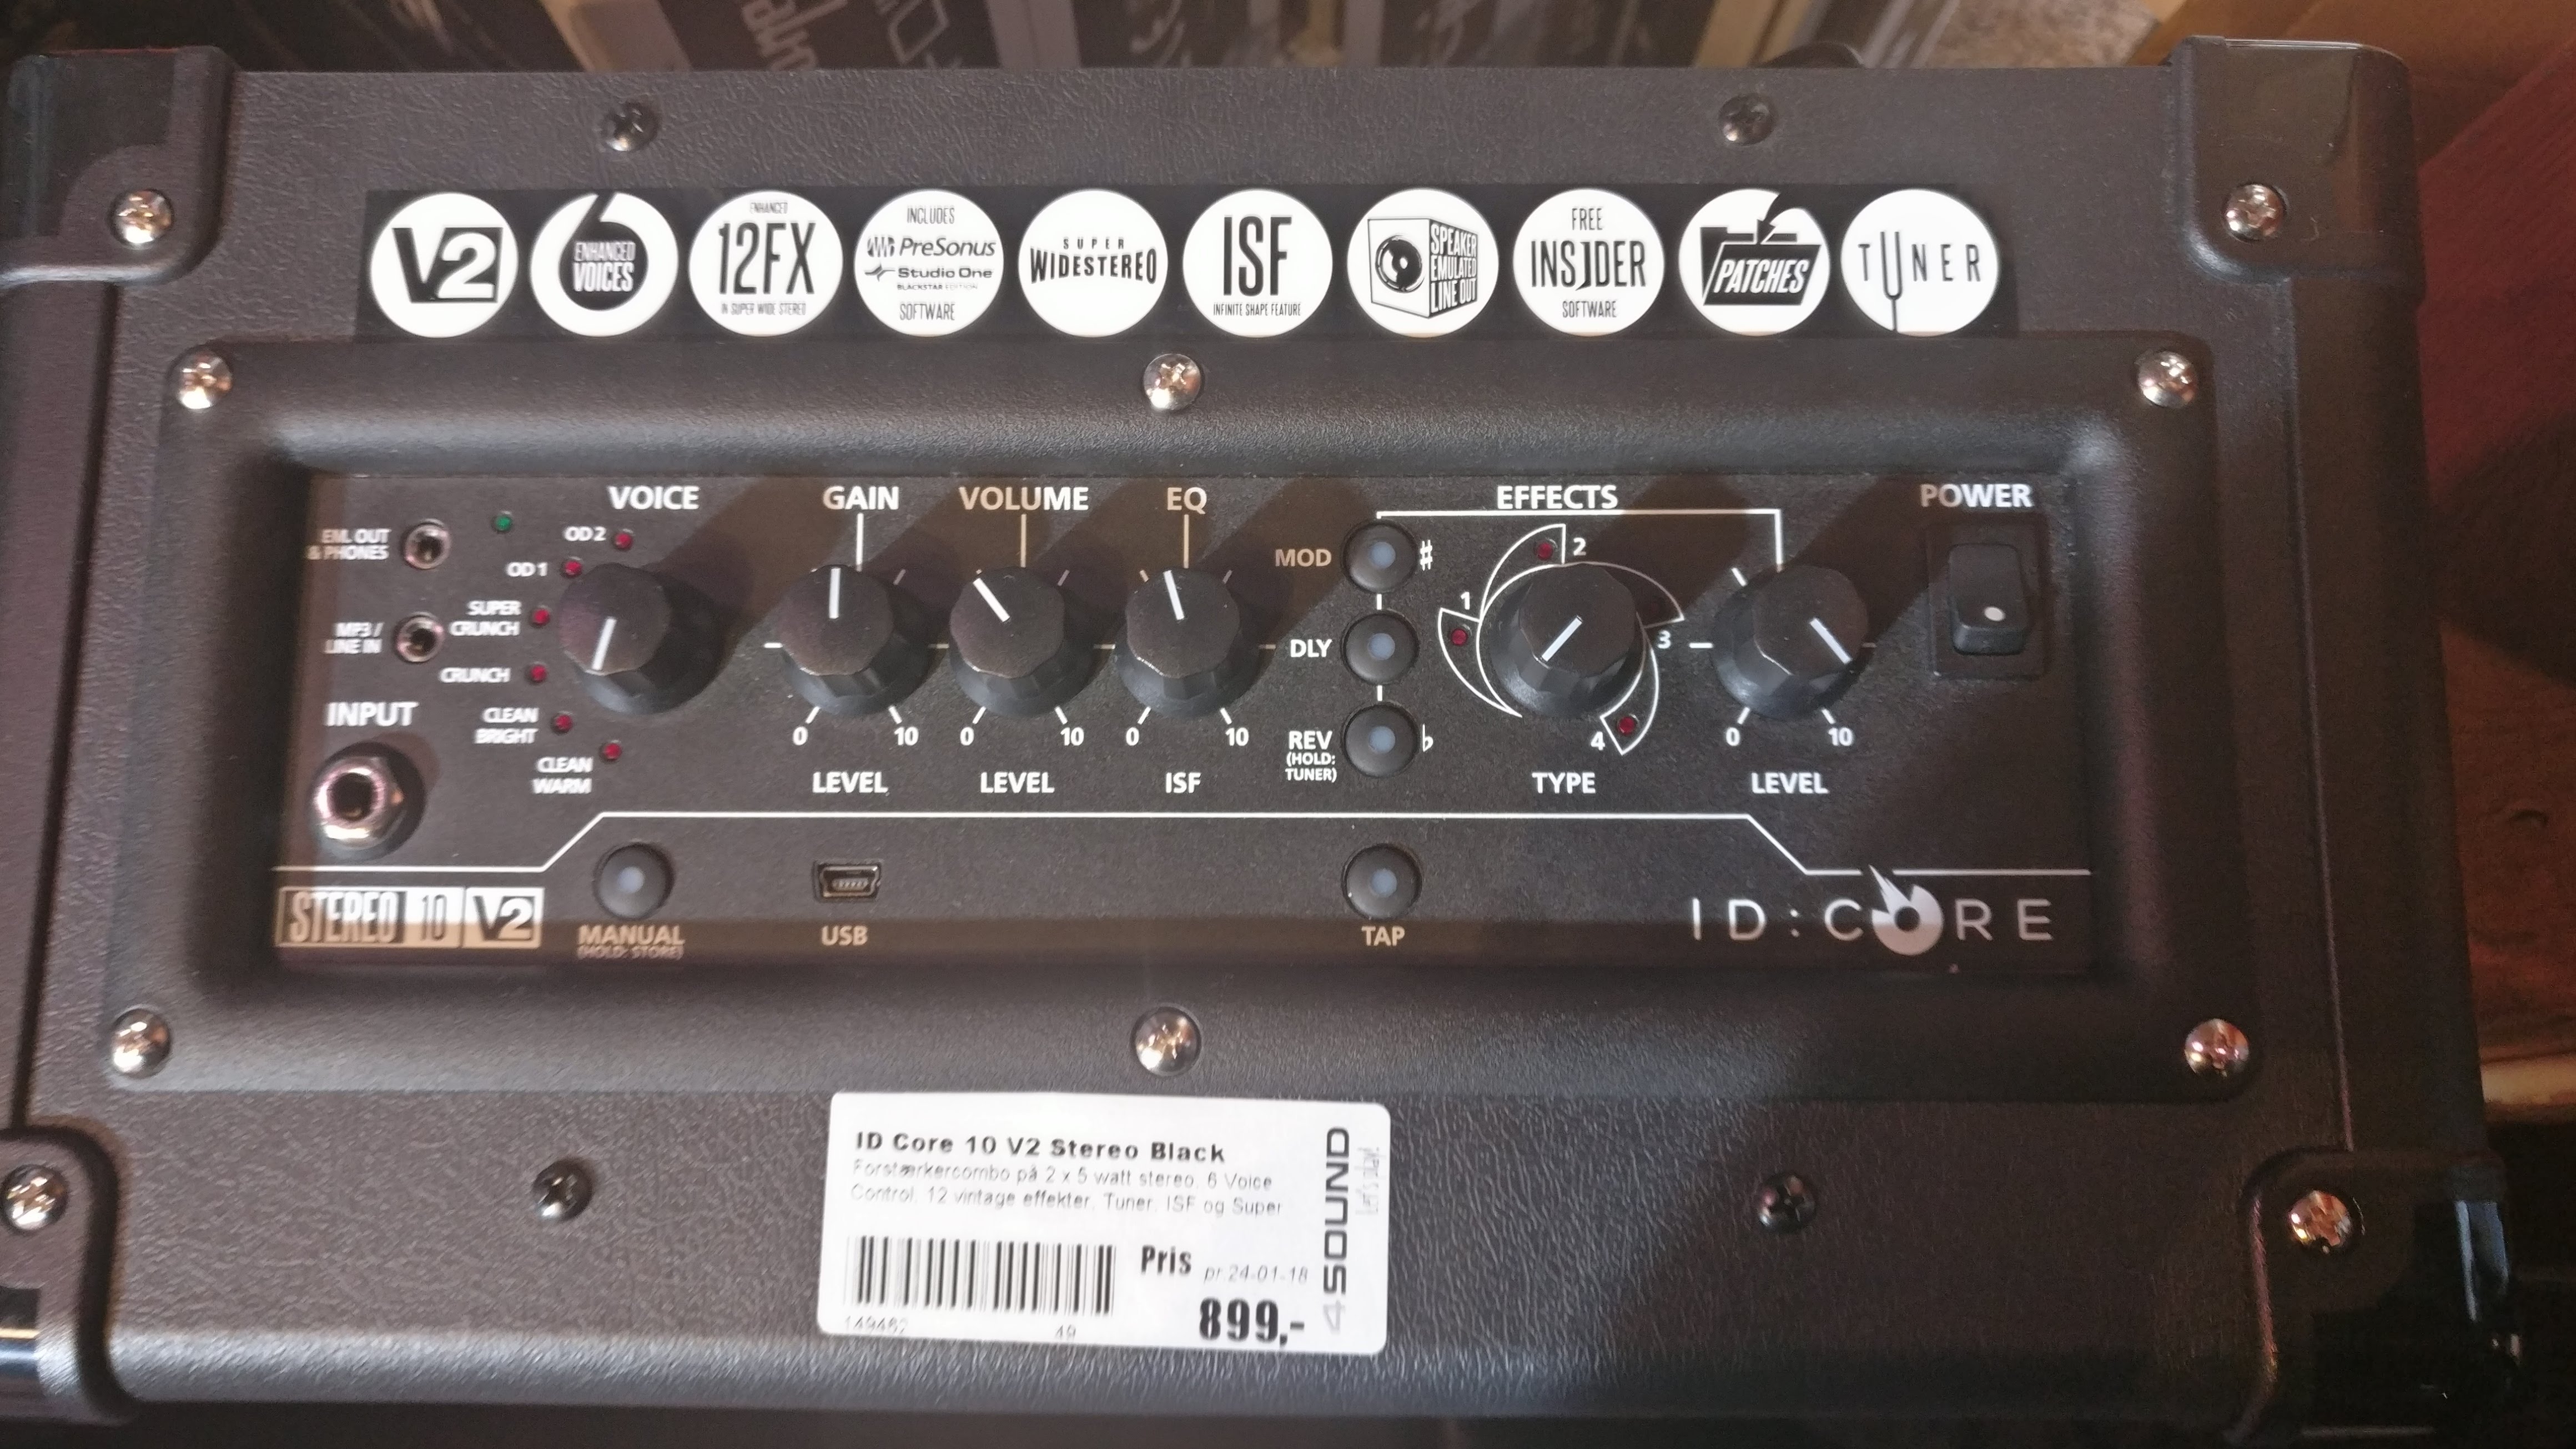 V2
ENHANCED
VOICES
ENHANCED
12FX
IN SUPER WIDE STEREO
INCLUDES
PreSonus
Studio One
BLACKSTAR EDITION
SOFTWARE
SUPER
WIDESTEREO
ISF
INFINITE SHAPE FEATURE
SPEAKER
EMULATED
LINE OUT
FREE
INSIDER
SOFTWARE
PATCHES
TUNER
VOICE
GAIN
VOLUME
EQ
EFFECTS
POWER
EM. OUT
& PHONES
OD 2
OD 1
SUPER
CRUNCH
MP3 /
LINE IN
CRUNCH
INPUT
CLEAN
BRIGHT
CLEAN
WARM
0 10
LEVEL
0 10
LEVEL
0 10
ISF
MOD ♯
DLY
REV ♭
(HOLD:
TUNER)
1
2
3
4
TYPE
0 10
LEVEL
STEREO 10 V2
MANUAL
(HOLD: STORE)
USB
TAP
ID:CORE
ID Core 10 V2 Stereo Black
Forstærkercombo på 2 x 5 watt stereo. 6 Voice
Control. 12 vintage effekter. Tuner. ISF og Super
Pris pr.24-01-18
899,-
49
4SOUND
Let's play!